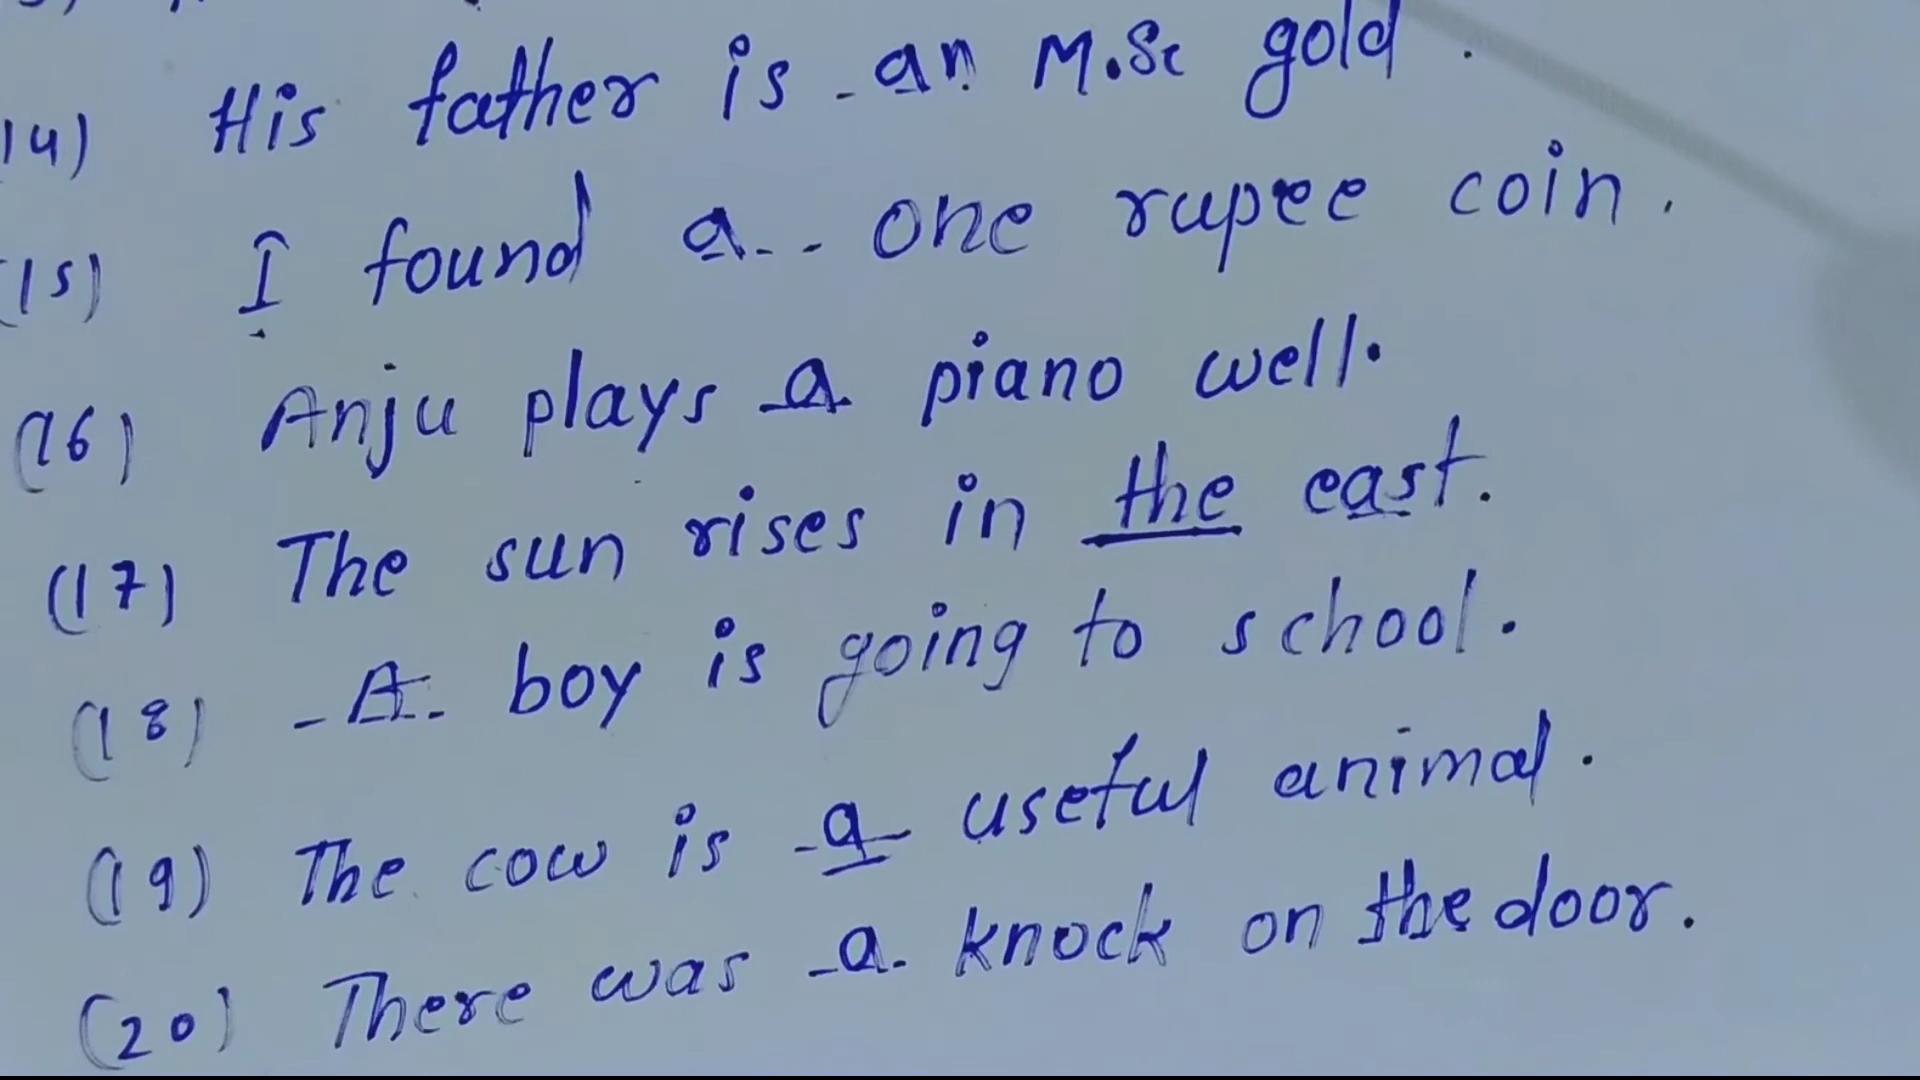 14) His father is an M.Sc gold.
(15) I found a one rupee coin.
(16) Anju plays a piano well.
(17) The sun rises in the east.
(18) A boy is going to school.
(19) The cow is a useful animal.
(20) There was a knock on the door.